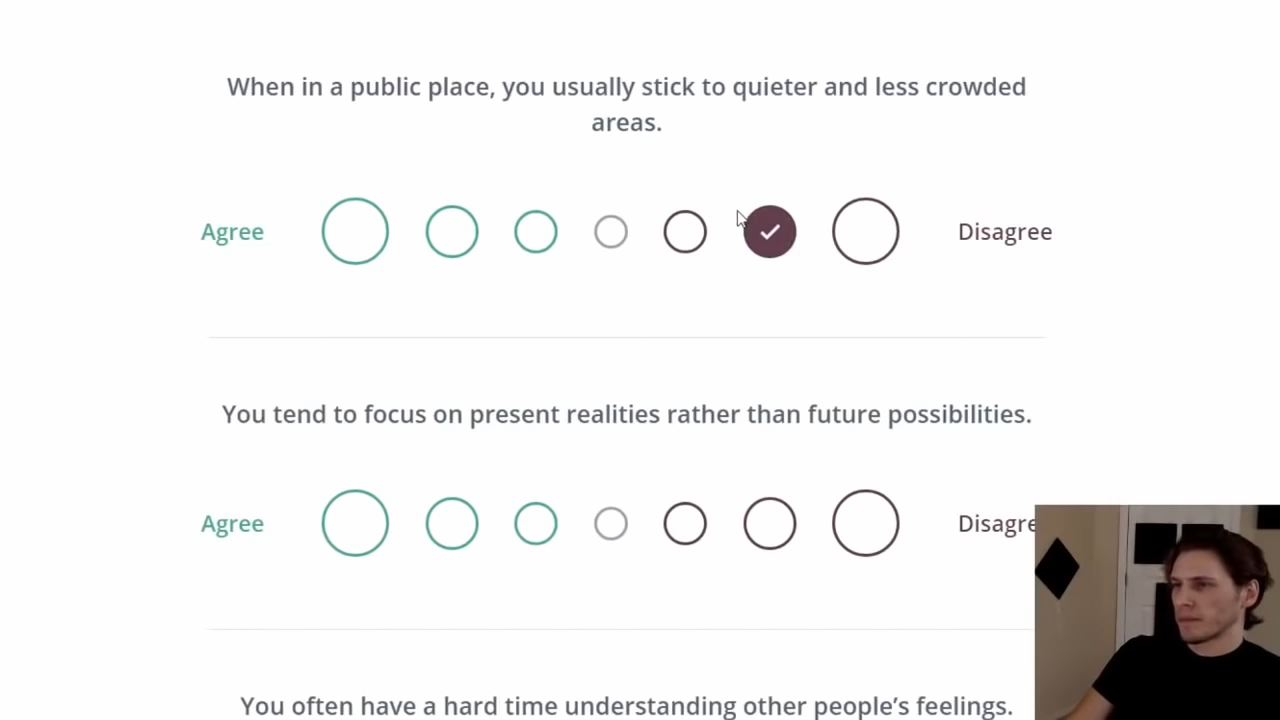 When in a public place, you usually stick to quieter and less crowded
areas.
Agree
Disagree
You tend to focus on present realities rather than future possibilities.
Agree
Disagre
You often have a hard time understanding other people’s feelings.